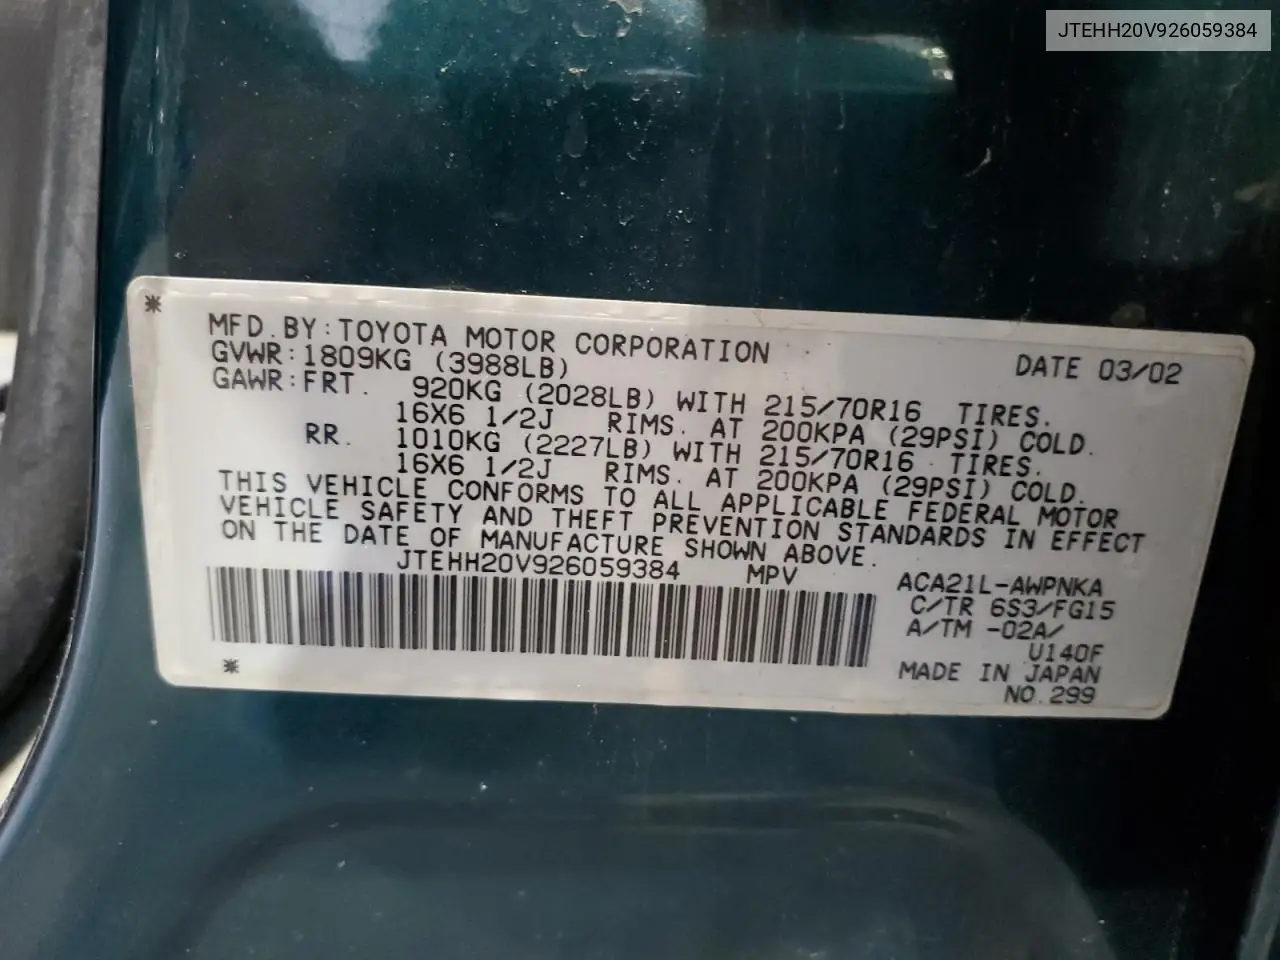 JTEHH20V926059384
MFD.BY:TOYOTA MOTOR CORPORATION DATE 03/02
GVWR:1809KG (3988LB)
GAWR:FRT. 920KG (2028LB) WITH 215/70R16 TIRES.
16X6 1/2J RIMS. AT 200KPA (29PSI) COLD.
RR. 1010KG (2227LB) WITH 215/70R16 TIRES.
16X6 1/2J RIMS. AT 200KPA (29PSI) COLD.
THIS VEHICLE CONFORMS TO ALL APPLICABLE FEDERAL MOTOR
VEHICLE SAFETY AND THEFT PREVENTION STANDARDS IN EFFECT
ON THE DATE OF MANUFACTURE SHOWN ABOVE.
JTEHH20V926059384 MPV
ACA21L-AWPNKA
C/TR 6S3/FG15
A/TM -02A/
U140F
MADE IN JAPAN
NO.299